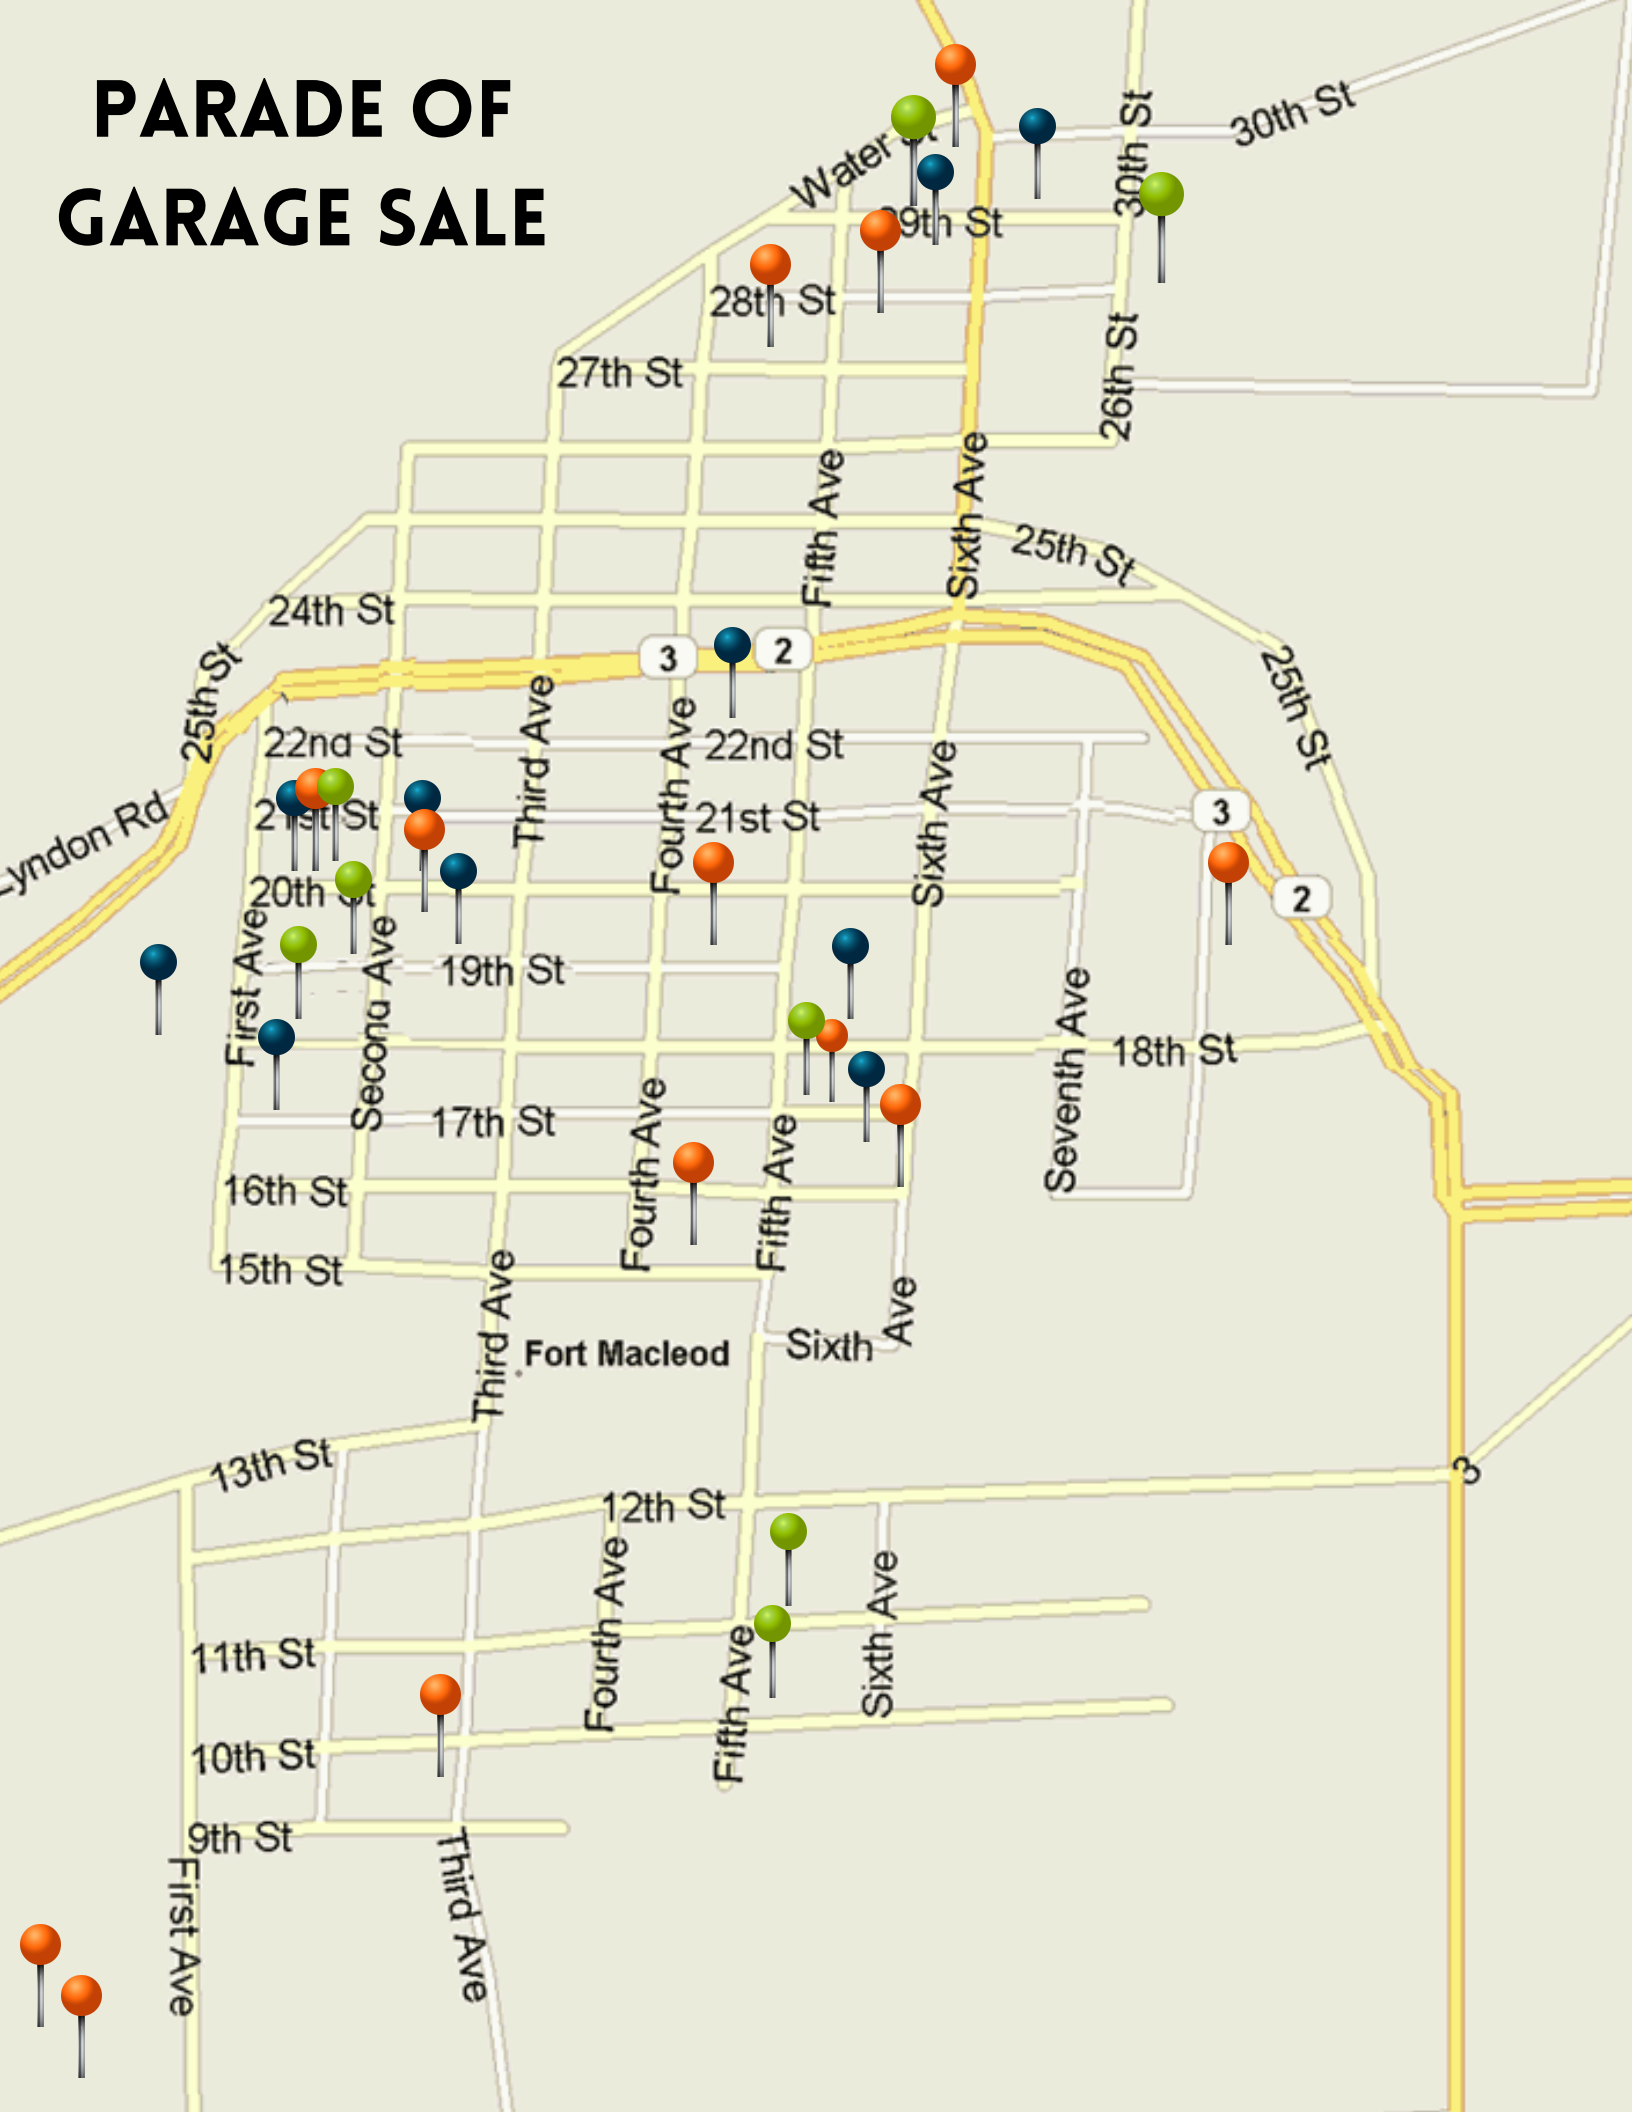 PARADE OF
GARAGE SALE
30th St
30th St
Water St
29th St
28th St
26th St
27th St
Fifth Ave
Sixth Ave
25th St
24th St
25th St
3
2
25th St
22nd St
22nd St
Third Ave
Fourth Ave
Sixth Ave
Lyndon Rd
21st St
21st St
3
2
20th St
First Ave
Second Ave
19th St
Seventh Ave
18th St
17th St
Fourth Ave
Fifth Ave
16th St
15th St
Third Ave
Sixth
Ave
Fort Macleod
13th St
3
12th St
Fourth Ave
Sixth Ave
11th St
Fifth Ave
10th St
9th St
First Ave
Third Ave